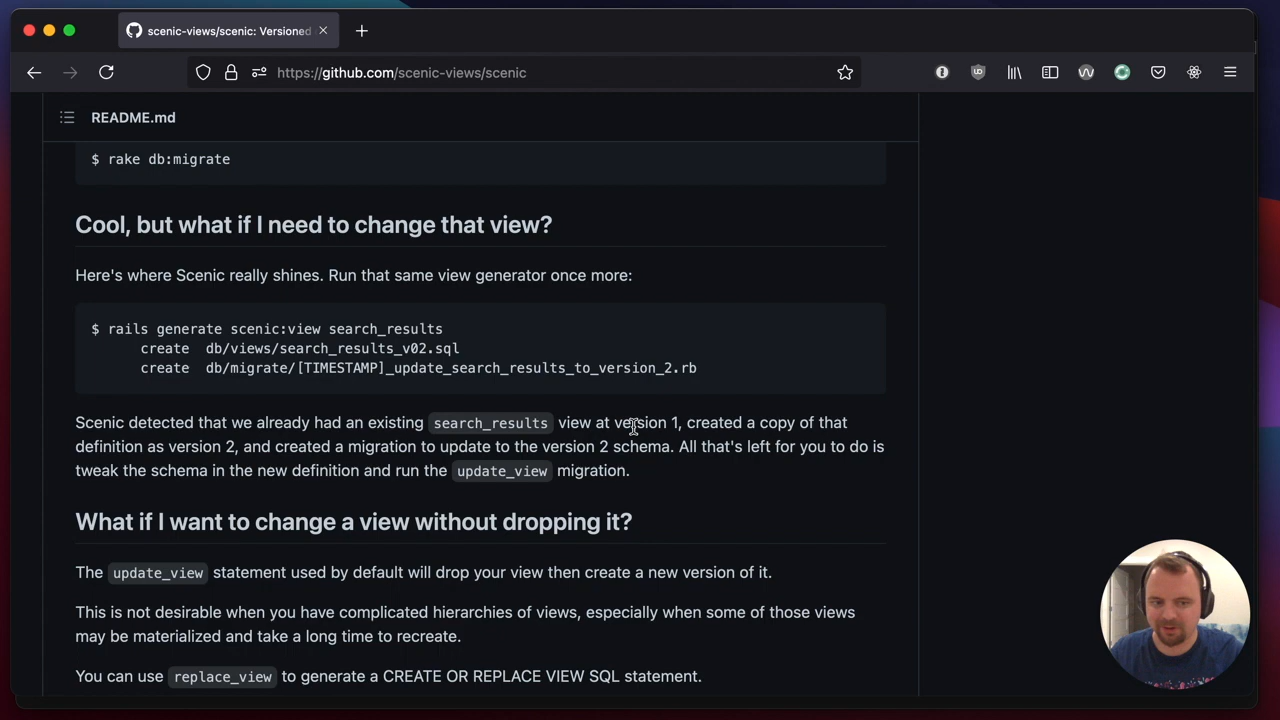 scenic-views/scenic: Versioned
https://github.com/scenic-views/scenic
README.md
$ rake db:migrate
Cool, but what if I need to change that view?
Here's where Scenic really shines. Run that same view generator once more:
$ rails generate scenic:view search_results
create db/views/search_results_v02.sql
create db/migrate/[TIMESTAMP]_update_search_results_to_version_2.rb
Scenic detected that we already had an existing search_results view at version 1, created a copy of that
definition as version 2, and created a migration to update to the version 2 schema. All that's left for you to do is
tweak the schema in the new definition and run the update_view migration.
What if I want to change a view without dropping it?
The update_view statement used by default will drop your view then create a new version of it.
This is not desirable when you have complicated hierarchies of views, especially when some of those views
may be materialized and take a long time to recreate.
You can use replace_view to generate a CREATE OR REPLACE VIEW SQL statement.